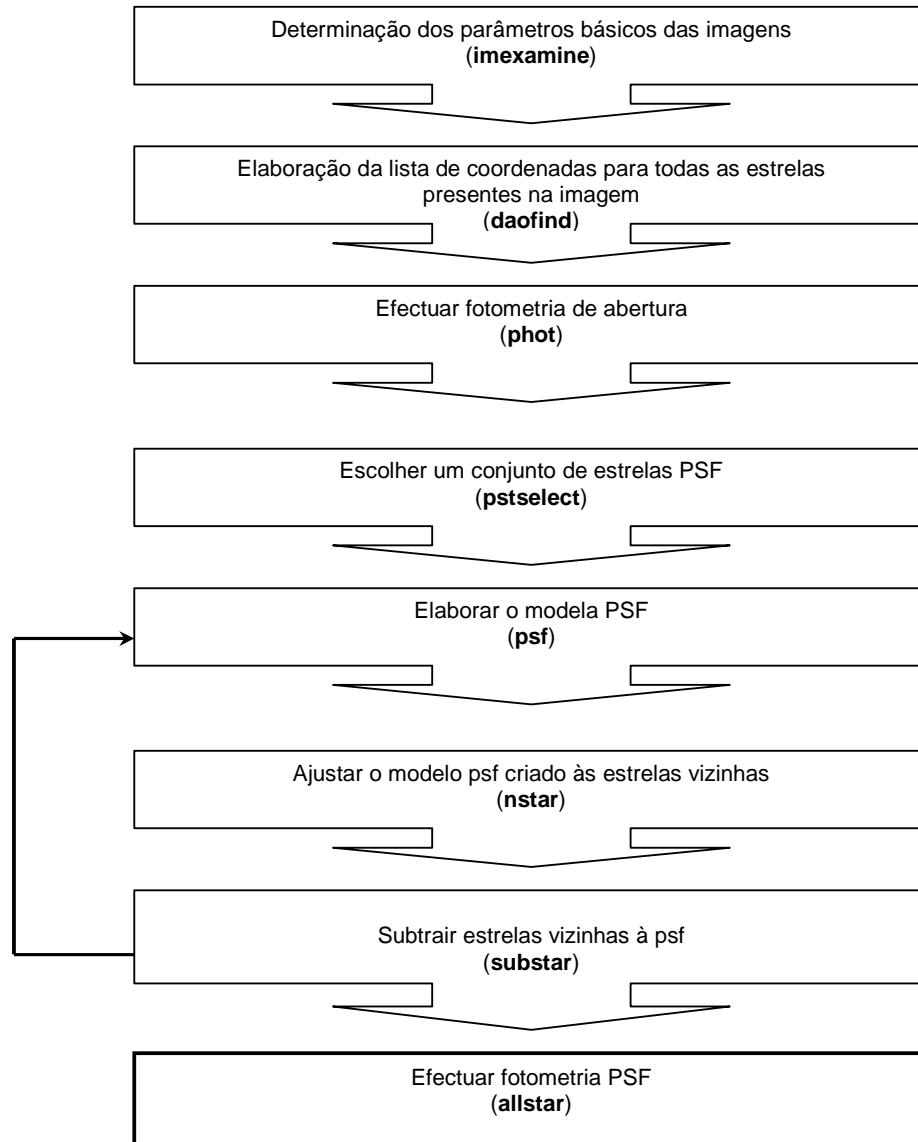 Determinação dos parâmetros básicos das imagens
(imexamine)
Elaboração da lista de coordenadas para todas as estrelas
presentes na imagem
(daofind)
Efectuar fotometria de abertura
(phot)
Escolher um conjunto de estrelas PSF
(pstselect)
Elaborar o modela PSF
(psf)
Ajustar o modelo psf criado às estrelas vizinhas
(nstar)
Subtrair estrelas vizinhas à psf
(substar)
Efectuar fotometria PSF
(allstar)